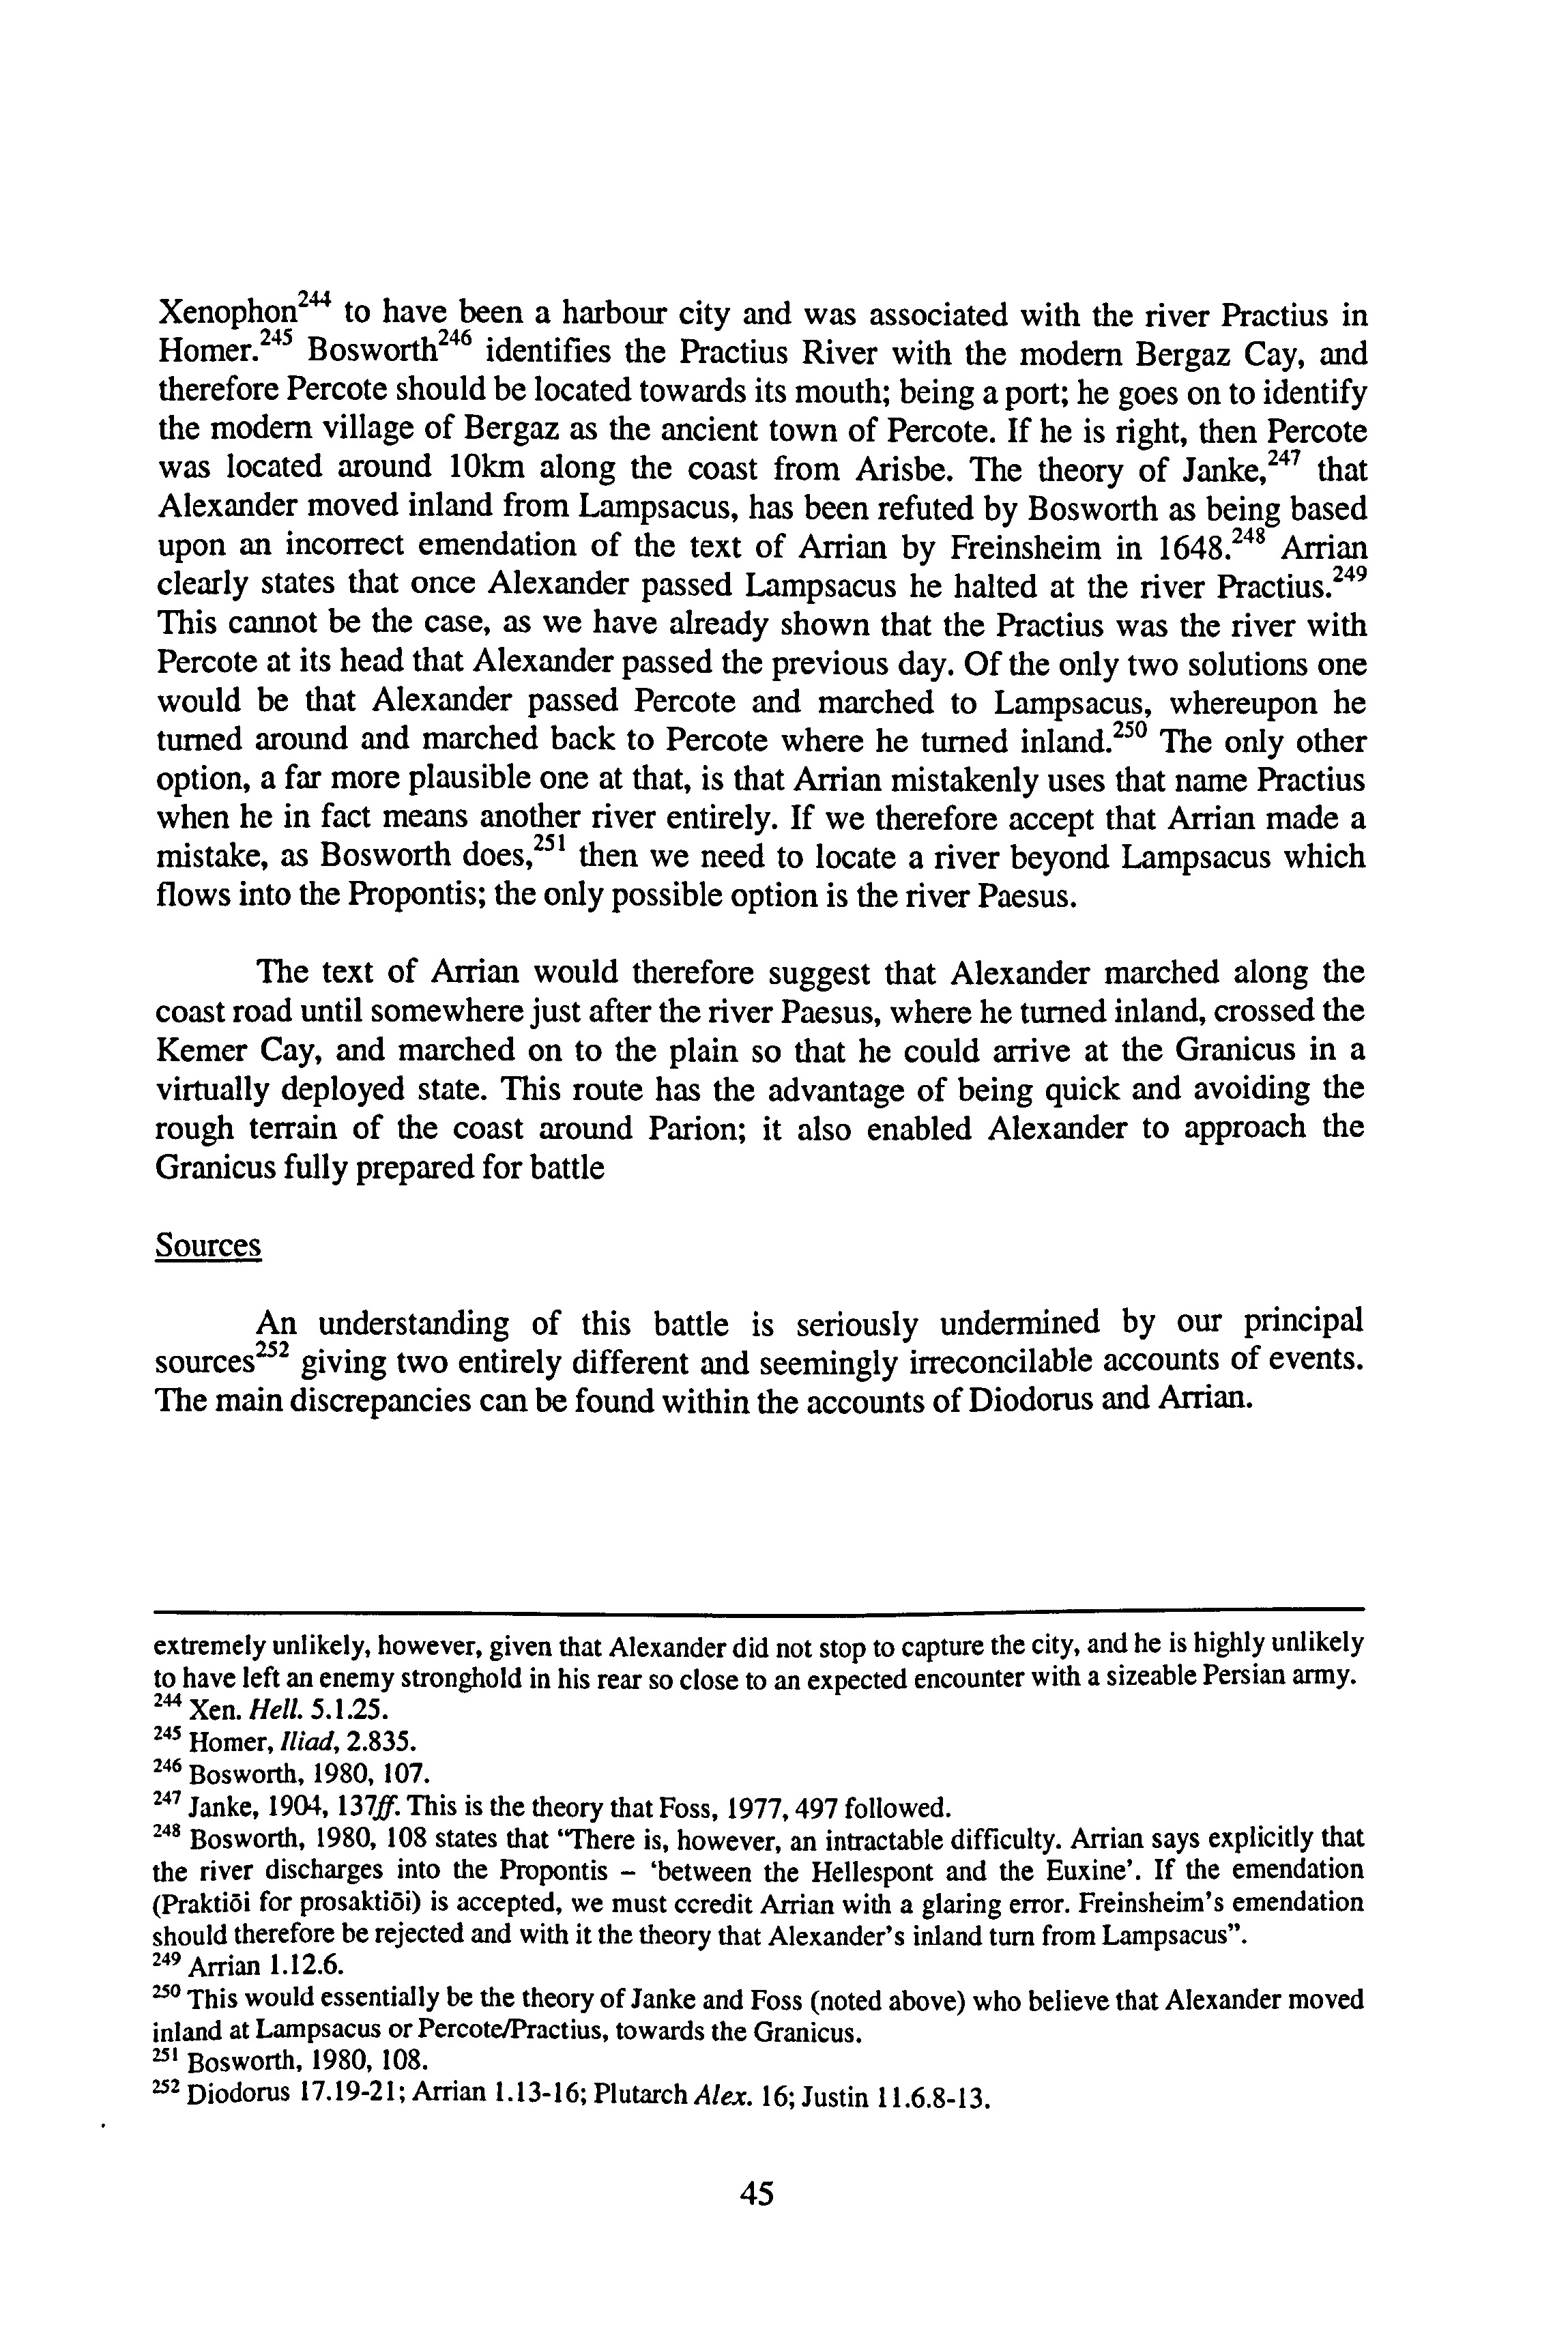 Xenophon244 to have been a harbour city and was associated with the river Practius in
Homer.245 Bosworth246 identifies the Practius River with the modern Bergaz Cay, and
therefore Percote should be located towards its mouth; being a port; he goes on to identify
the modern village of Bergaz as the ancient town of Percote. If he is right, then Percote
was located around 10km along the coast from Arisbe. The theory of Janke,247 that
Alexander moved inland from Lampsacus, has been refuted by Bosworth as being based
upon an incorrect emendation of the text of Arrian by Freinsheim in 1648.248 Arrian
clearly states that once Alexander passed Lampsacus he halted at the river Practius.249
This cannot be the case, as we have already shown that the Practius was the river with
Percote at its head that Alexander passed the previous day. Of the only two solutions one
would be that Alexander passed Percote and marched to Lampsacus, whereupon he
turned around and marched back to Percote where he turned inland.250 The only other
option, a far more plausible one at that, is that Arrian mistakenly uses that name Practius
when he in fact means another river entirely. If we therefore accept that Arrian made a
mistake, as Bosworth does,251 then we need to locate a river beyond Lampsacus which
flows into the Propontis; the only possible option is the river Paesus.
The text of Arrian would therefore suggest that Alexander marched along the
coast road until somewhere just after the river Paesus, where he turned inland, crossed the
Kemer Cay, and marched on to the plain so that he could arrive at the Granicus in a
virtually deployed state. This route has the advantage of being quick and avoiding the
rough terrain of the coast around Parion; it also enabled Alexander to approach the
Granicus fully prepared for battle
Sources
An understanding of this battle is seriously undermined by our principal
sources252 giving two entirely different and seemingly irreconcilable accounts of events.
The main discrepancies can be found within the accounts of Diodorus and Arrian.
extremely unlikely, however, given that Alexander did not stop to capture the city, and he is highly unlikely
to have left an enemy stronghold in his rear so close to an expected encounter with a sizeable Persian army.
244 Xen. Hell. 5.1.25.
245 Homer, Iliad, 2.835.
246 Bosworth, 1980, 107.
247 Janke, 1904, 137ff. This is the theory that Foss, 1977, 497 followed.
248 Bosworth, 1980, 108 states that “There is, however, an intractable difficulty. Arrian says explicitly that
the river discharges into the Propontis – ‘between the Hellespont and the Euxine’. If the emendation
(Praktiōi for prosaktiōi) is accepted, we must ccredit Arrian with a glaring error. Freinsheim’s emendation
should therefore be rejected and with it the theory that Alexander’s inland turn from Lampsacus”.
249 Arrian 1.12.6.
250 This would essentially be the theory of Janke and Foss (noted above) who believe that Alexander moved
inland at Lampsacus or Percote/Practius, towards the Granicus.
251 Bosworth, 1980, 108.
252 Diodorus 17.19-21; Arrian 1.13-16; Plutarch Alex. 16; Justin 11.6.8-13.
45